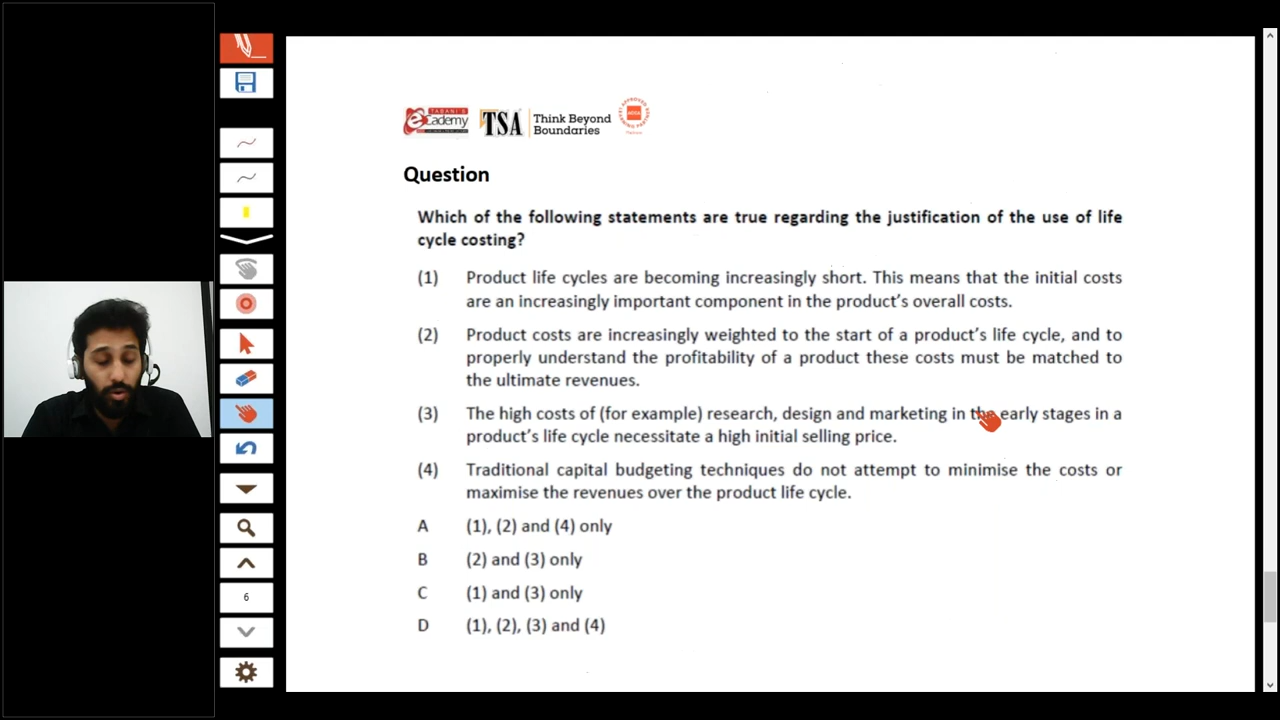 TABANI'S
eCademy
TSA
Think Beyond
Boundaries
Question
Which of the following statements are true regarding the justification of the use of life
cycle costing?
(1) Product life cycles are becoming increasingly short. This means that the initial costs
are an increasingly important component in the product's overall costs.
(2) Product costs are increasingly weighted to the start of a product's life cycle, and to
properly understand the profitability of a product these costs must be matched to
the ultimate revenues.
(3) The high costs of (for example) research, design and marketing in the early stages in a
product's life cycle necessitate a high initial selling price.
(4) Traditional capital budgeting techniques do not attempt to minimise the costs or
maximise the revenues over the product life cycle.
A (1), (2) and (4) only
B (2) and (3) only
C (1) and (3) only
D (1), (2), (3) and (4)
6